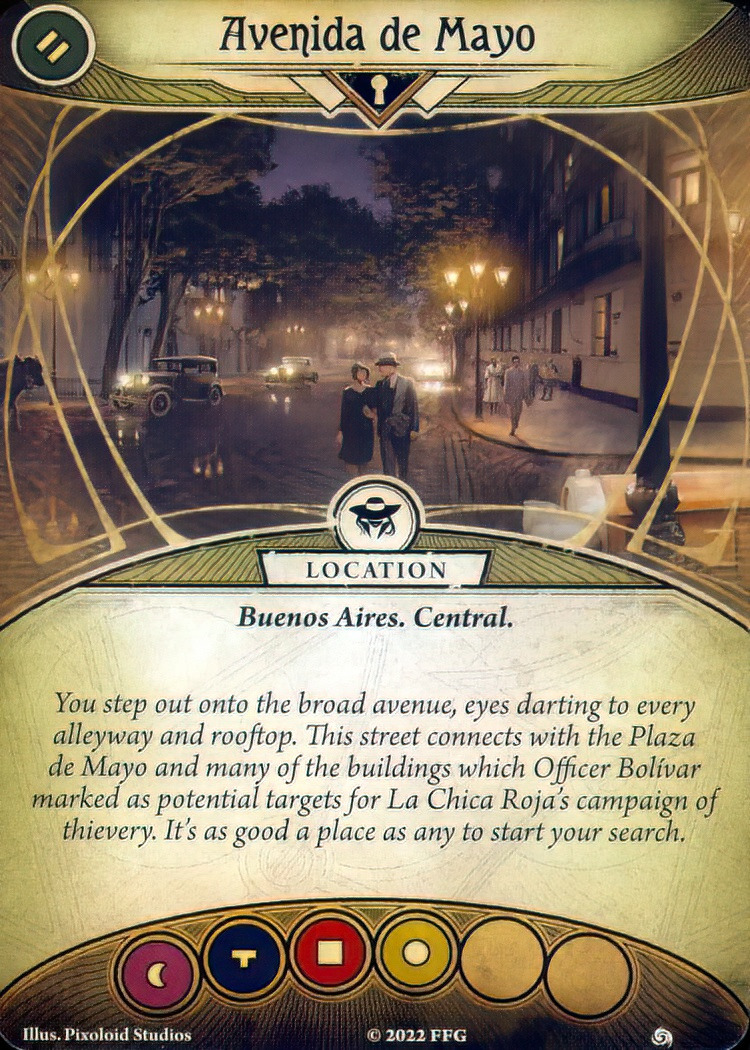 Avenida de Mayo
LOCATION
Buenos Aires. Central.
You step out onto the broad avenue, eyes darting to every
alleyway and rooftop. This street connects with the Plaza
de Mayo and many of the buildings which Officer Bolívar
marked as potential targets for La Chica Roja's campaign of
thievery. It's as good a place as any to start your search.
Illus. Pixoloid Studios
© 2022 FFG